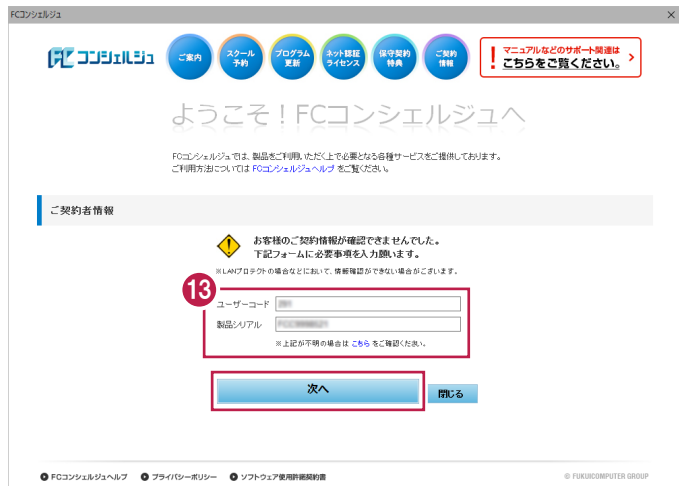 FCコンシェルジュ
×
FC コンシェルジュ
ご案内
スクール
予約
プログラム
更新
ネット認証
ライセンス
保守契約
特典
ご契約
情報
! マニュアルなどのサポート関連は
こちらをご覧ください。 >
ようこそ！FCコンシェルジュへ
FCコンシェルジュでは、製品をご利用いただく上で必要となる各種サービスをご提供しております。
ご利用方法については FCコンシェルジュヘルプ をご覧ください。
ご契約者情報
お客様のご契約情報が確認できませんでした。
下記フォームに必要事項を入力願います。
※LANプロテクトの場合などにおいて、情報確認ができない場合がございます。
13
ユーザーコード
製品シリアル
※上記が不明の場合は こちら をご確認ください。
次へ
閉じる
FCコンシェルジュヘルプ プライバシーポリシー ソフトウェア使用許諾契約書
© FUKUICOMPUTER GROUP